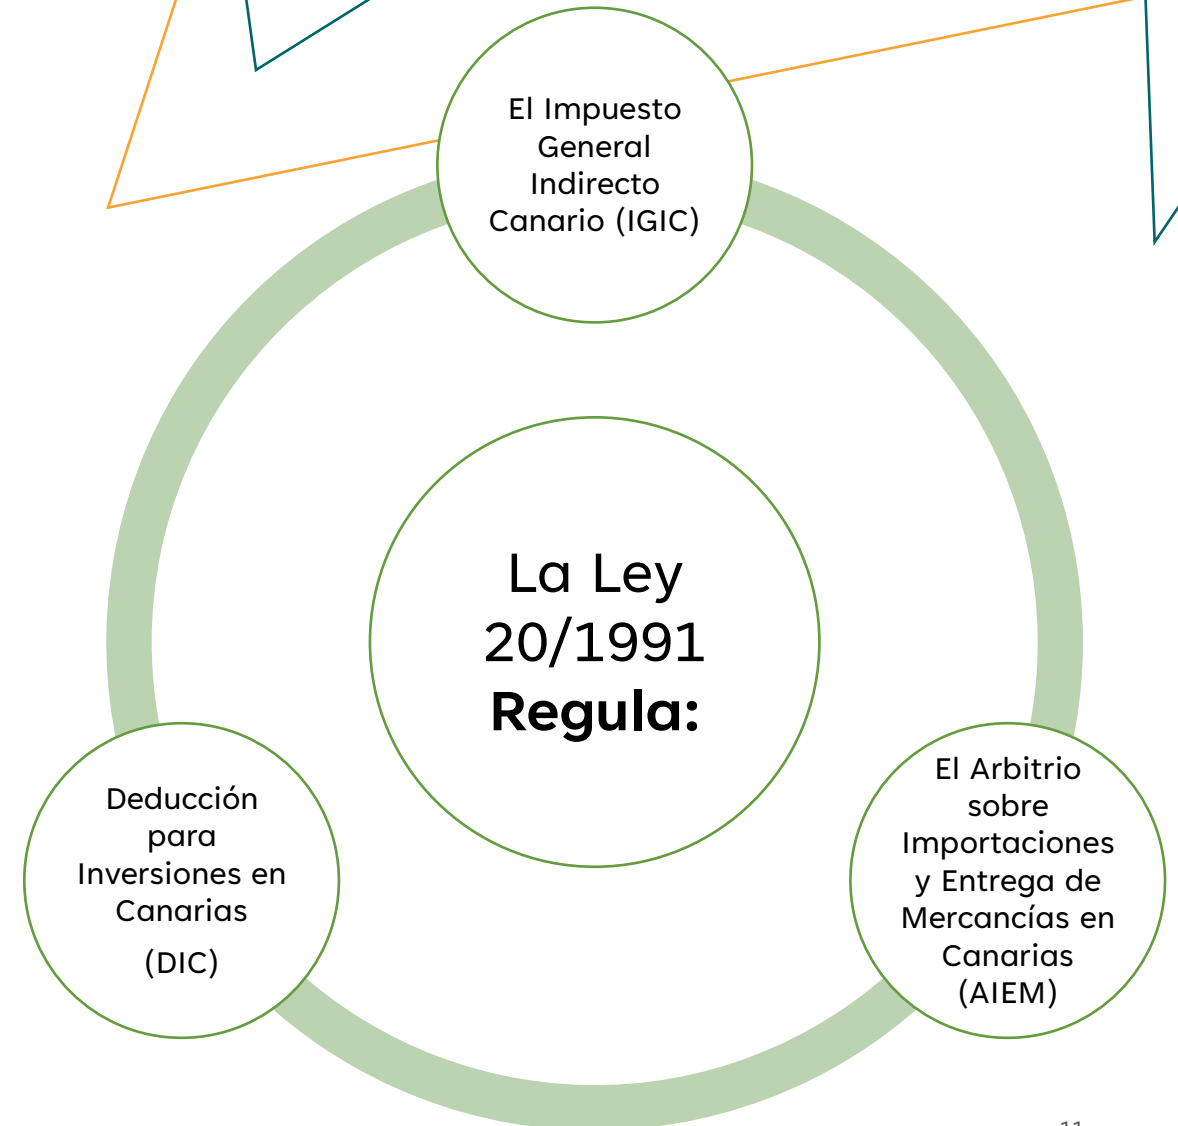 El Impuesto
General
Indirecto
Canario (IGIC)
La Ley
20/1991
Regula:
El Arbitrio
sobre
Importaciones
y Entrega de
Mercancías en
Canarias
(AIEM)
Deducción
para
Inversiones en
Canarias
(DIC)